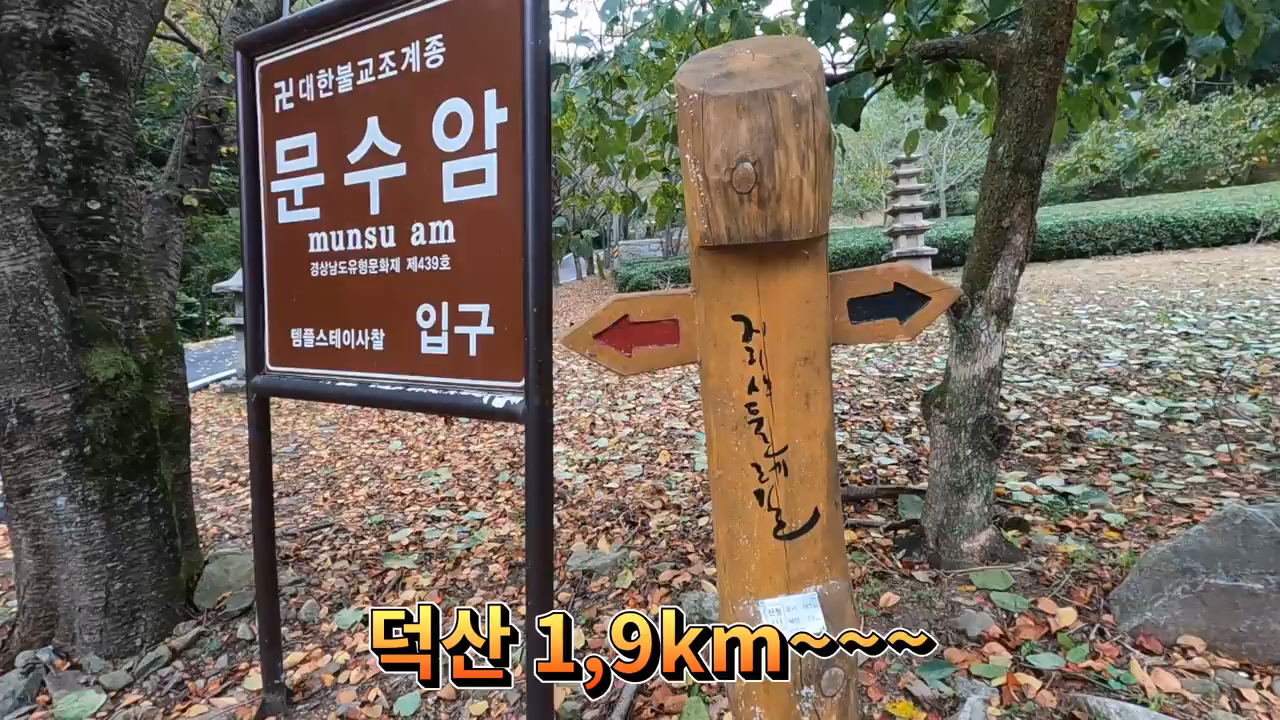 卍 대한불교조계종
문수암
munsu am
경상남도유형문화재 제439호
템플스테이사찰 입구
지리산둘레길
산청
덕산 1,9km~~~